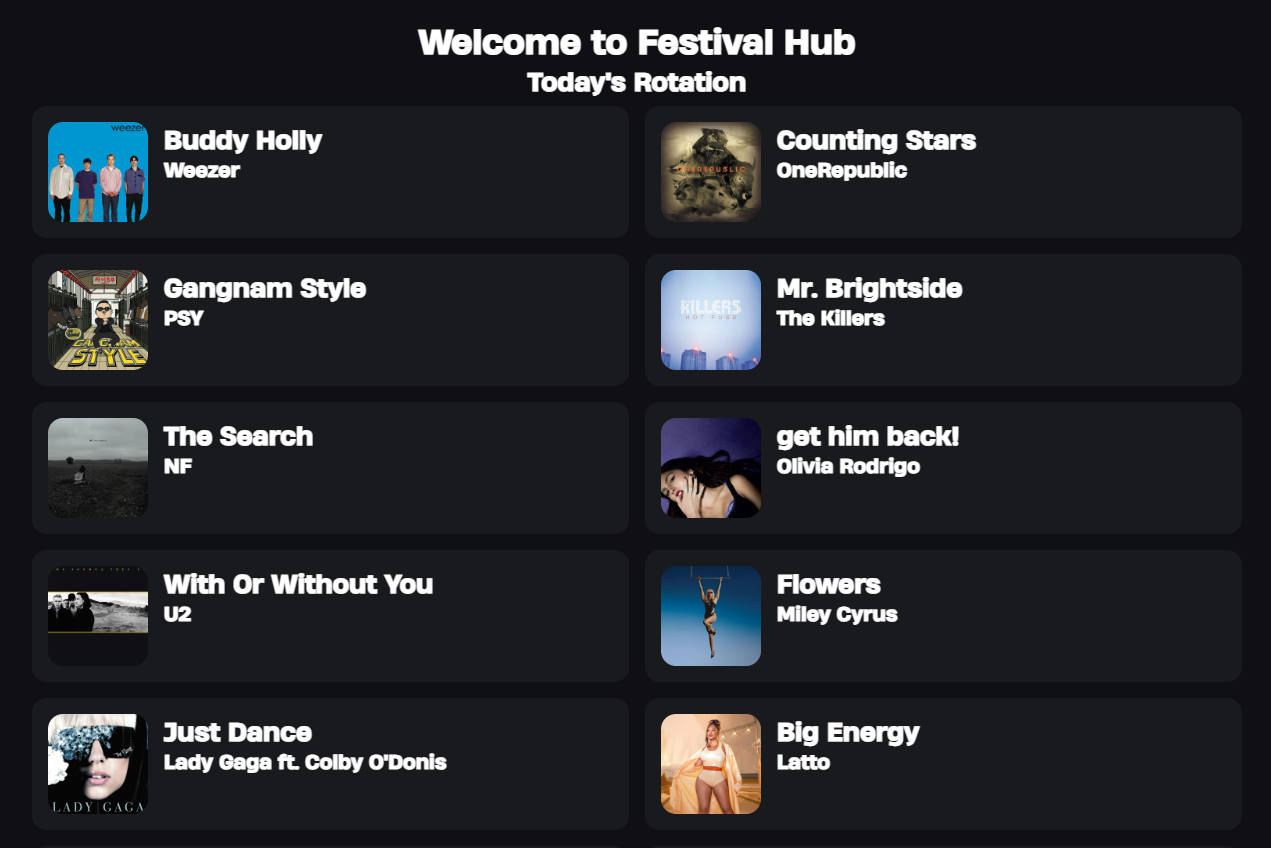 Welcome to Festival Hub
Today's Rotation
weezer
Buddy Holly
Weezer
ONEREPUBLIC
Counting Stars
OneRepublic
STYLE
Gangnam Style
PSY
KILLERS
HOT FUSS
Mr. Brightside
The Killers
The Search
NF
get him back!
Olivia Rodrigo
With Or Without You
U2
Flowers
Miley Cyrus
LADY GAGA
Just Dance
Lady Gaga ft. Colby O'Donis
Big Energy
Latto